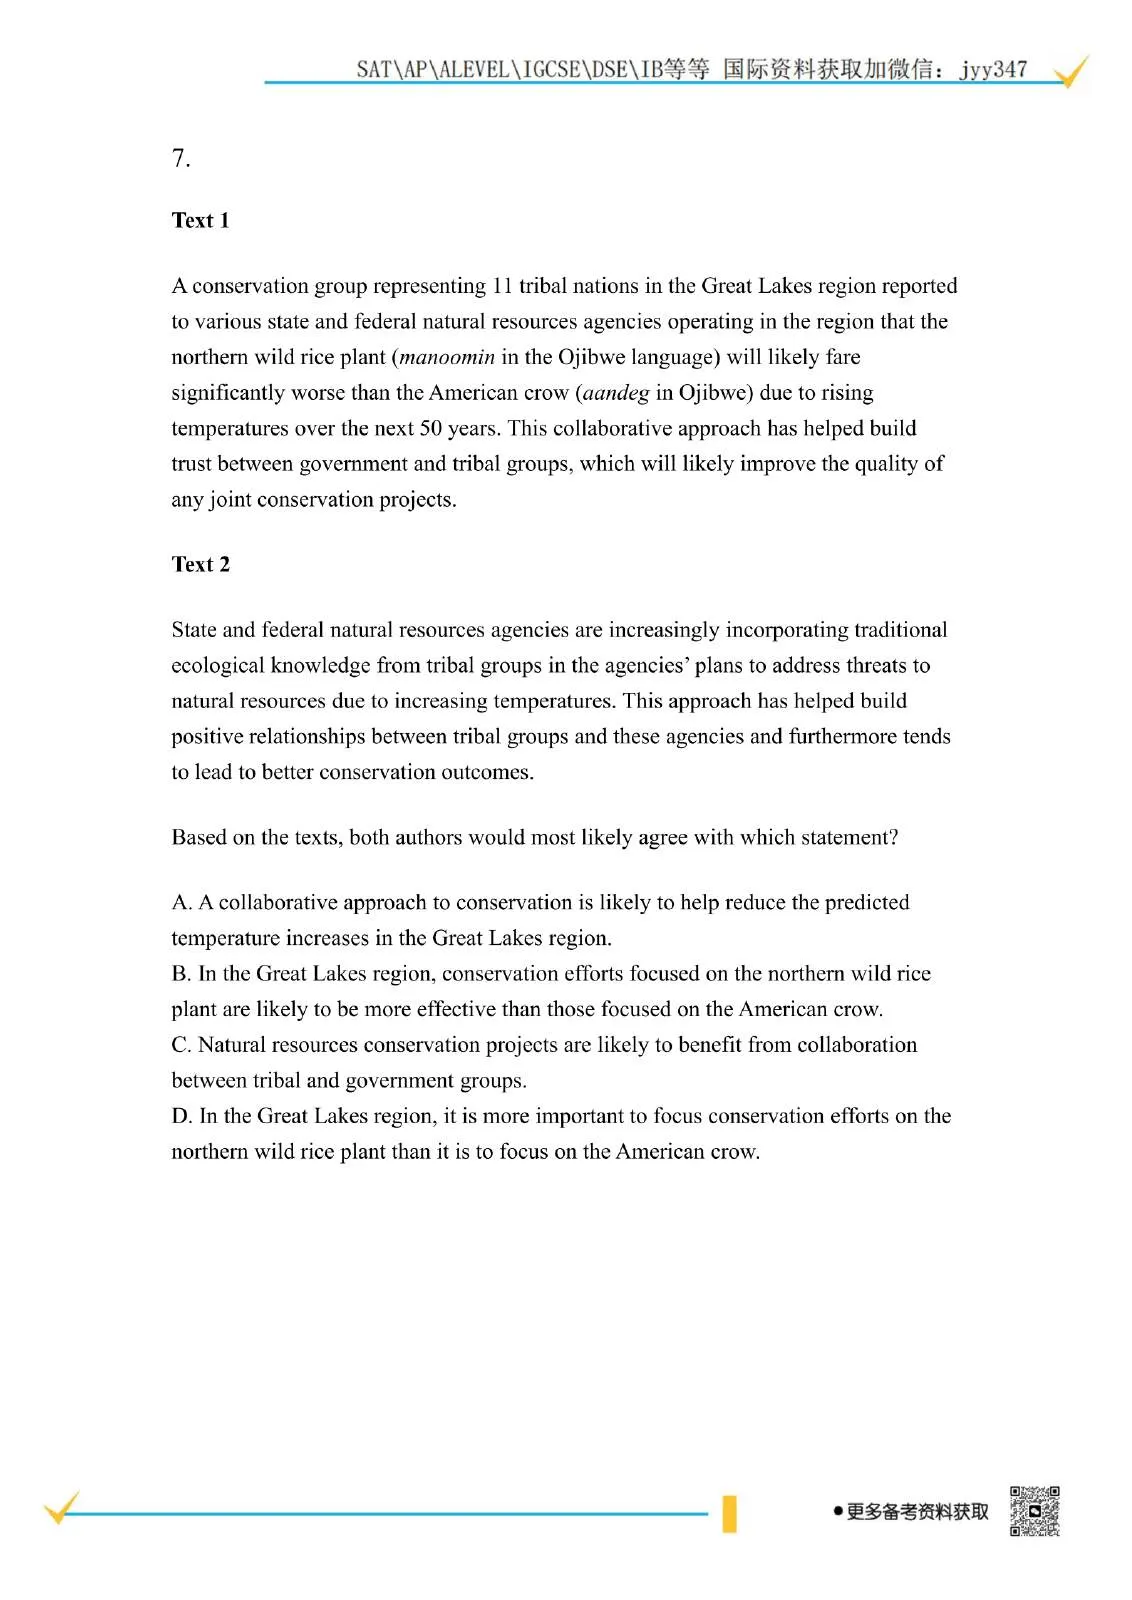 SAT\AP\ALEVEL\IGCSE\DSE\IB等等 国际资料获取加微信：jyy347
7.
Text 1
A conservation group representing 11 tribal nations in the Great Lakes region reported
to various state and federal natural resources agencies operating in the region that the
northern wild rice plant (manoomin in the Ojibwe language) will likely fare
significantly worse than the American crow (aandeg in Ojibwe) due to rising
temperatures over the next 50 years. This collaborative approach has helped build
trust between government and tribal groups, which will likely improve the quality of
any joint conservation projects.
Text 2
State and federal natural resources agencies are increasingly incorporating traditional
ecological knowledge from tribal groups in the agencies’ plans to address threats to
natural resources due to increasing temperatures. This approach has helped build
positive relationships between tribal groups and these agencies and furthermore tends
to lead to better conservation outcomes.
Based on the texts, both authors would most likely agree with which statement?
A. A collaborative approach to conservation is likely to help reduce the predicted
temperature increases in the Great Lakes region.
B. In the Great Lakes region, conservation efforts focused on the northern wild rice
plant are likely to be more effective than those focused on the American crow.
C. Natural resources conservation projects are likely to benefit from collaboration
between tribal and government groups.
D. In the Great Lakes region, it is more important to focus conservation efforts on the
northern wild rice plant than it is to focus on the American crow.
●更多备考资料获取